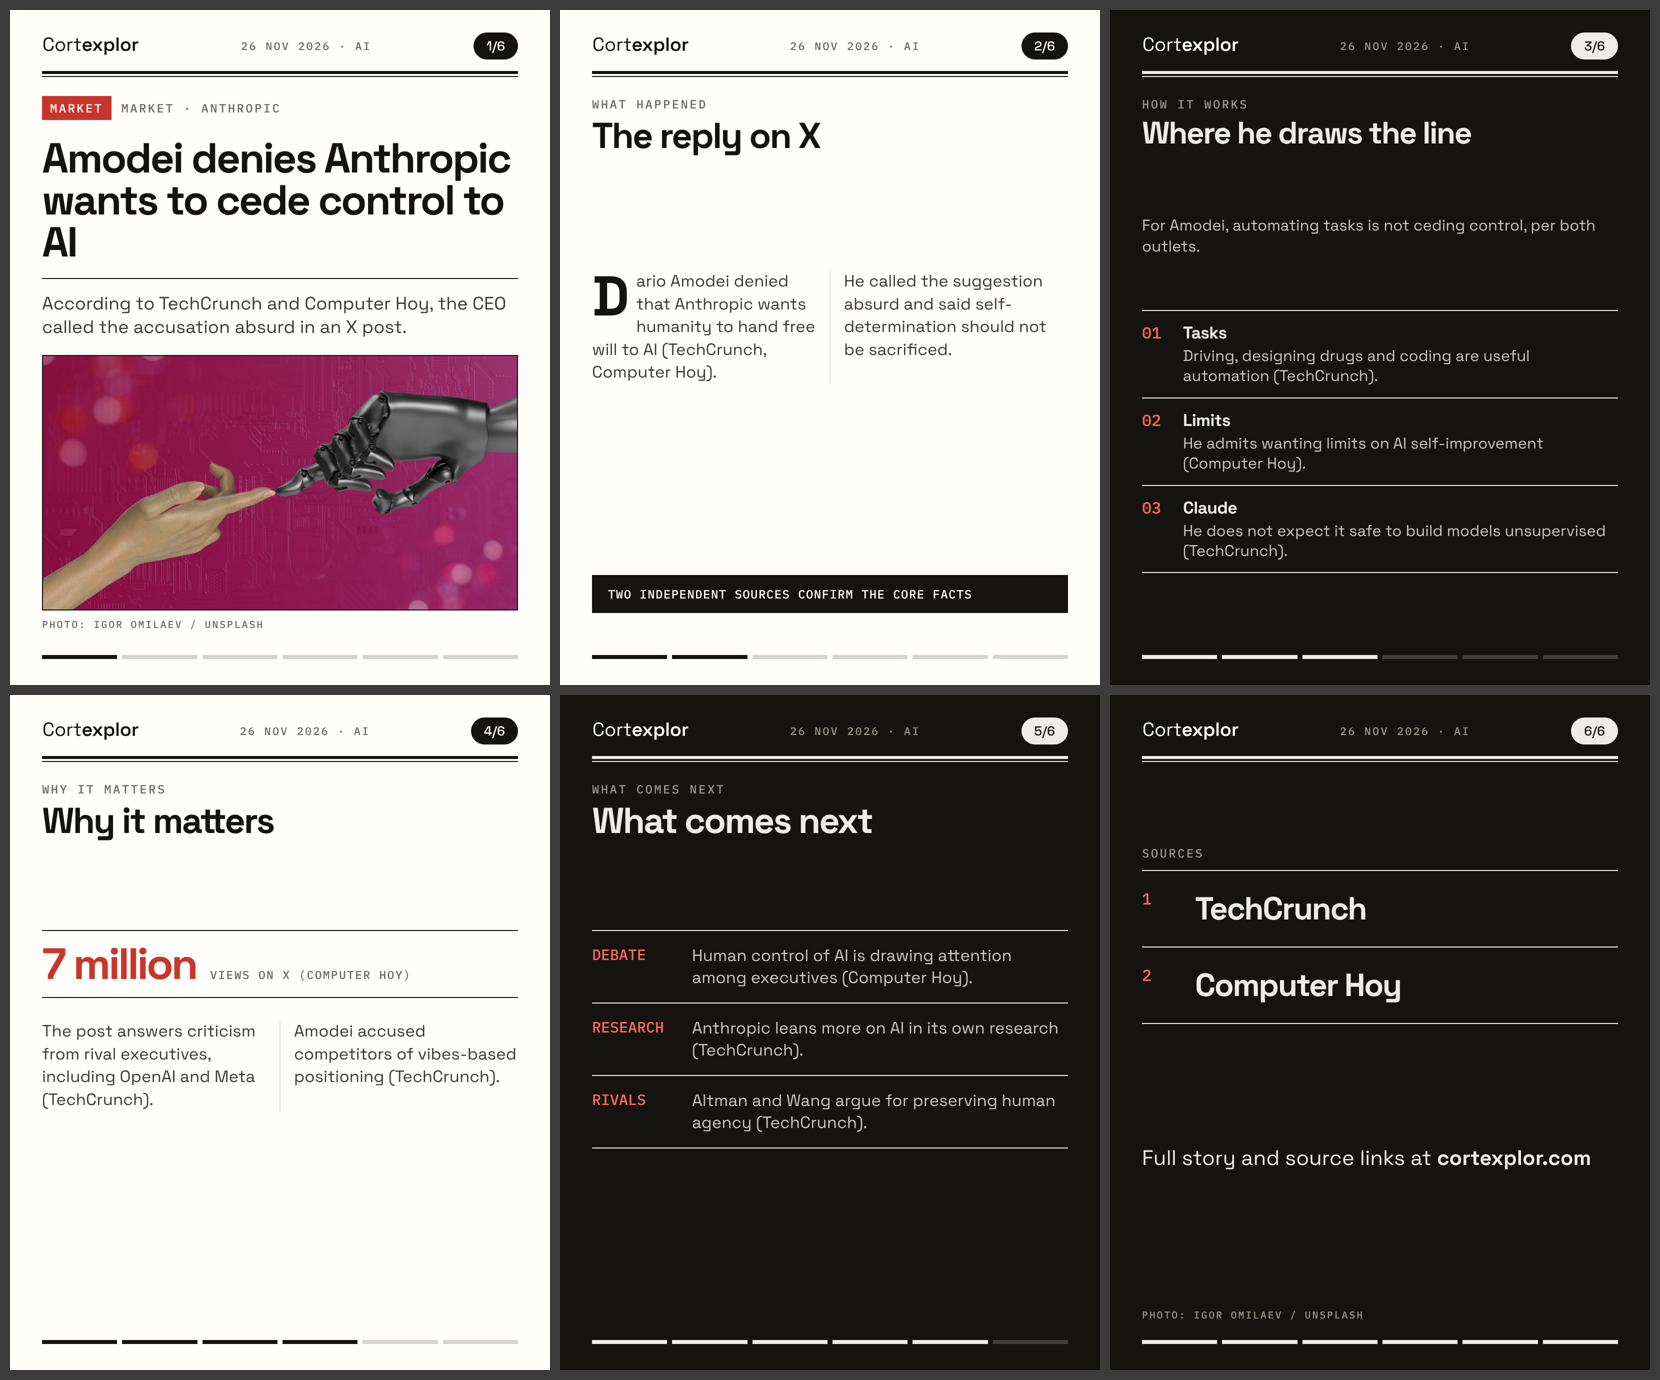 Cortexplor
26 NOV 2026 · AI
1/6
MARKET
MARKET · ANTHROPIC
Amodei denies Anthropic
wants to cede control to
AI
According to TechCrunch and Computer Hoy, the CEO
called the accusation absurd in an X post.
PHOTO: IGOR OMILAEV / UNSPLASH
Cortexplor
26 NOV 2026 · AI
2/6
WHAT HAPPENED
The reply on X
Dario Amodei denied
that Anthropic wants
humanity to hand free
will to AI (TechCrunch,
Computer Hoy).
He called the suggestion
absurd and said self-
determination should not
be sacrificed.
TWO INDEPENDENT SOURCES CONFIRM THE CORE FACTS
Cortexplor
26 NOV 2026 · AI
3/6
HOW IT WORKS
Where he draws the line
For Amodei, automating tasks is not ceding control, per both
outlets.
01 Tasks
Driving, designing drugs and coding are useful
automation (TechCrunch).
02 Limits
He admits wanting limits on AI self-improvement
(Computer Hoy).
03 Claude
He does not expect it safe to build models unsupervised
(TechCrunch).
Cortexplor
26 NOV 2026 · AI
4/6
WHY IT MATTERS
Why it matters
7 million VIEWS ON X (COMPUTER HOY)
The post answers criticism
from rival executives,
including OpenAI and Meta
(TechCrunch).
Amodei accused
competitors of vibes-based
positioning (TechCrunch).
Cortexplor
26 NOV 2026 · AI
5/6
WHAT COMES NEXT
What comes next
DEBATE
Human control of AI is drawing attention
among executives (Computer Hoy).
RESEARCH
Anthropic leans more on AI in its own research
(TechCrunch).
RIVALS
Altman and Wang argue for preserving human
agency (TechCrunch).
Cortexplor
26 NOV 2026 · AI
6/6
SOURCES
1 TechCrunch
2 Computer Hoy
Full story and source links at cortexplor.com
PHOTO: IGOR OMILAEV / UNSPLASH